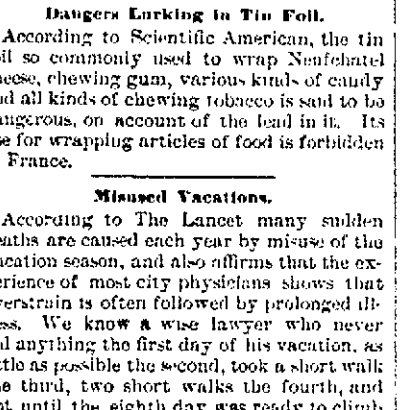 Dangers Lurking in Tin Foil.
According to Scientific American, the tin
il so commonly used to wrap Neufchatel
eese, chewing gum, various kinds of candy
nd all kinds of chewing tobacco is said to be
angerous, on account of the lead in it. Its
se for wrapping articles of food is forbidden
France.
Misused Vacations.
According to The Lancet many sudden
eaths are caused each year by misuse of the
acation season, and also affirms that the ex-
erience of most city physicians shows that
verstrain is often followed by prolonged ill-
ess. We know a wise lawyer who never
d anything the first day of his vacation, as
ttle as possible the second, took a short walk
e third, two short walks the fourth, and
t until the eighth day was ready to climb